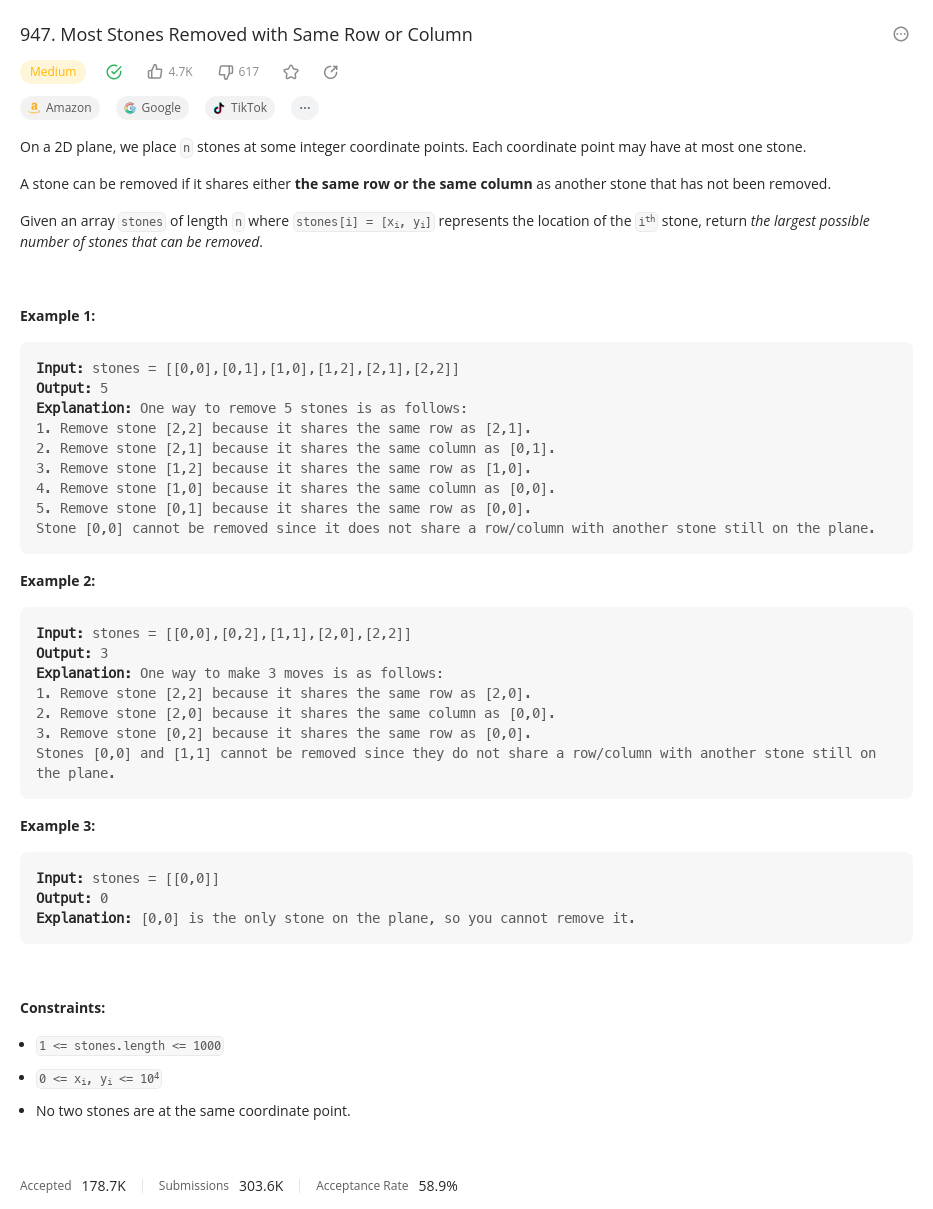 947. Most Stones Removed with Same Row or Column
Medium 4.7K 617
Amazon Google TikTok ···
On a 2D plane, we place n stones at some integer coordinate points. Each coordinate point may have at most one stone.
A stone can be removed if it shares either the same row or the same column as another stone that has not been removed.
Given an array stones of length n where stones[i] = [xᵢ, yᵢ] represents the location of the iᵗʰ stone, return the largest possible
number of stones that can be removed.
Example 1:
Input: stones = [[0,0],[0,1],[1,0],[1,2],[2,1],[2,2]]
Output: 5
Explanation: One way to remove 5 stones is as follows:
1. Remove stone [2,2] because it shares the same row as [2,1].
2. Remove stone [2,1] because it shares the same column as [0,1].
3. Remove stone [1,2] because it shares the same row as [1,0].
4. Remove stone [1,0] because it shares the same column as [0,0].
5. Remove stone [0,1] because it shares the same row as [0,0].
Stone [0,0] cannot be removed since it does not share a row/column with another stone still on the plane.
Example 2:
Input: stones = [[0,0],[0,2],[1,1],[2,0],[2,2]]
Output: 3
Explanation: One way to make 3 moves is as follows:
1. Remove stone [2,2] because it shares the same row as [2,0].
2. Remove stone [2,0] because it shares the same column as [0,0].
3. Remove stone [0,2] because it shares the same row as [0,0].
Stones [0,0] and [1,1] cannot be removed since they do not share a row/column with another stone still on
the plane.
Example 3:
Input: stones = [[0,0]]
Output: 0
Explanation: [0,0] is the only stone on the plane, so you cannot remove it.
Constraints:
• 1 <= stones.length <= 1000
• 0 <= xᵢ, yᵢ <= 10⁴
• No two stones are at the same coordinate point.
Accepted 178.7K Submissions 303.6K Acceptance Rate 58.9%